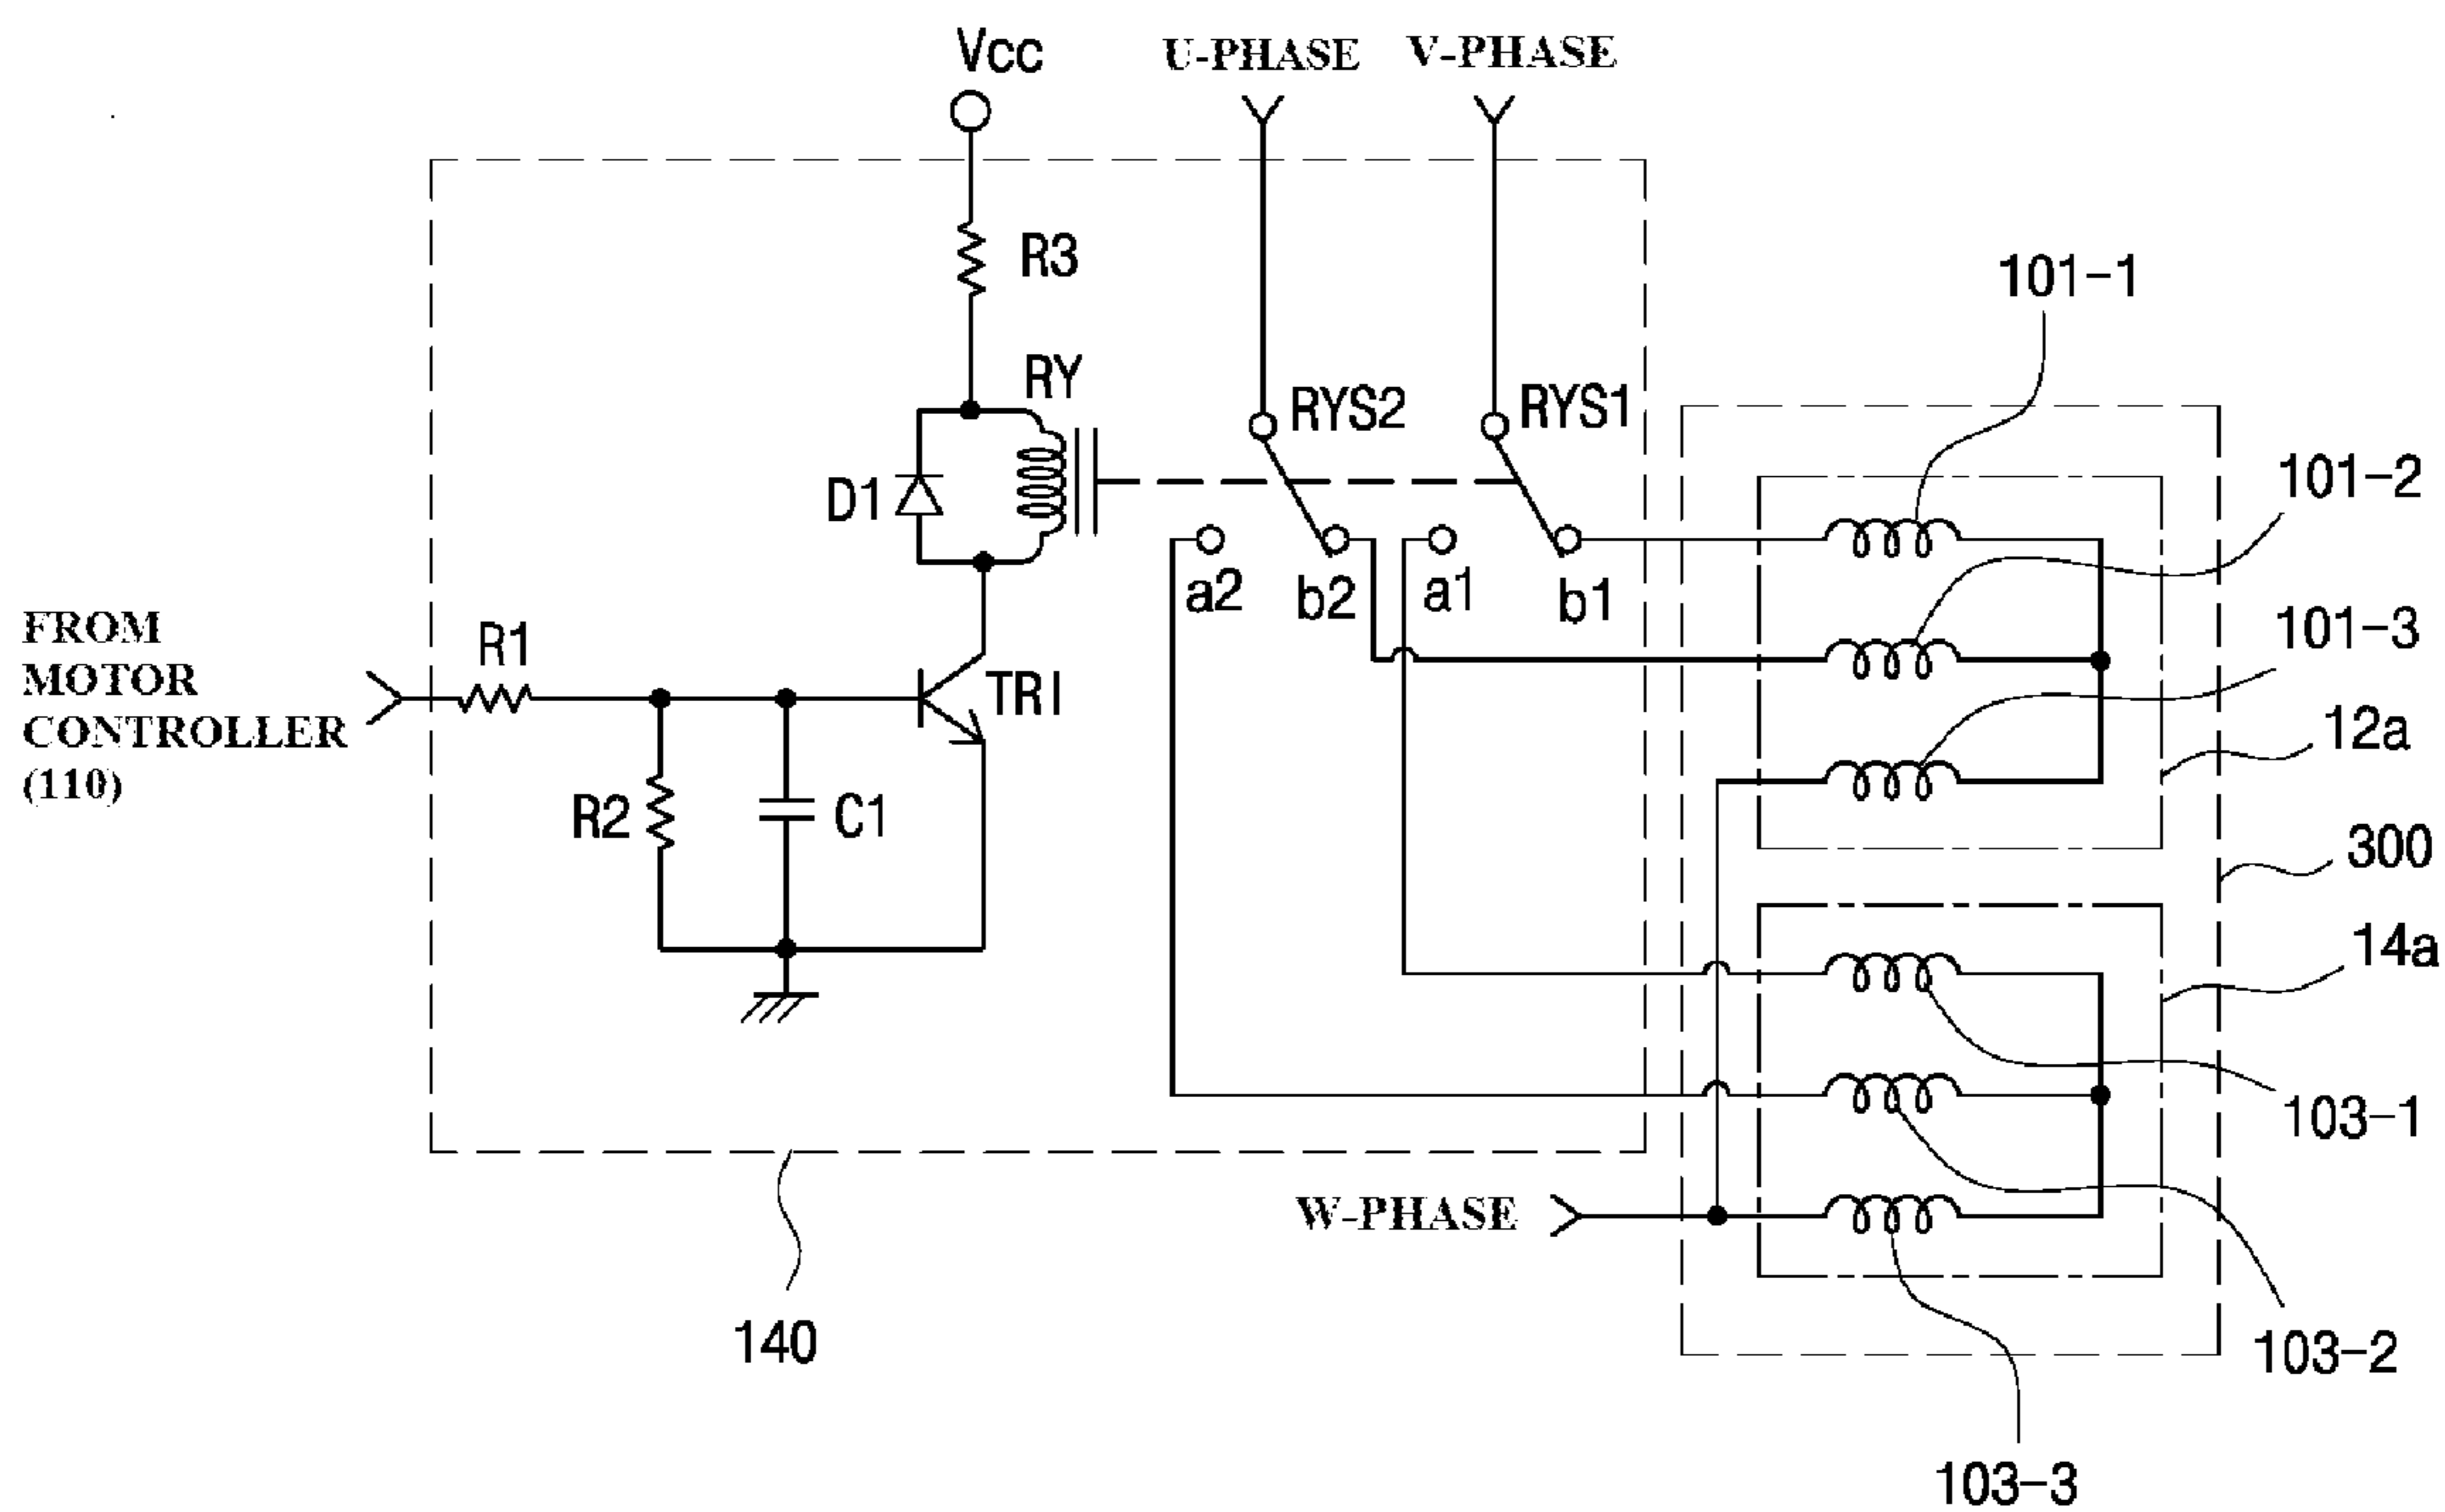 Vcc
U-PHASE
V-PHASE
R3
101-1
RY
RYS2
RYS1
101-2
D1
a2
b2
a1
b1
101-3
FROM
MOTOR
CONTROLLER
(110)
R1
TRI
12a
R2
C1
300
14a
103-1
W-PHASE
103-2
140
103-3